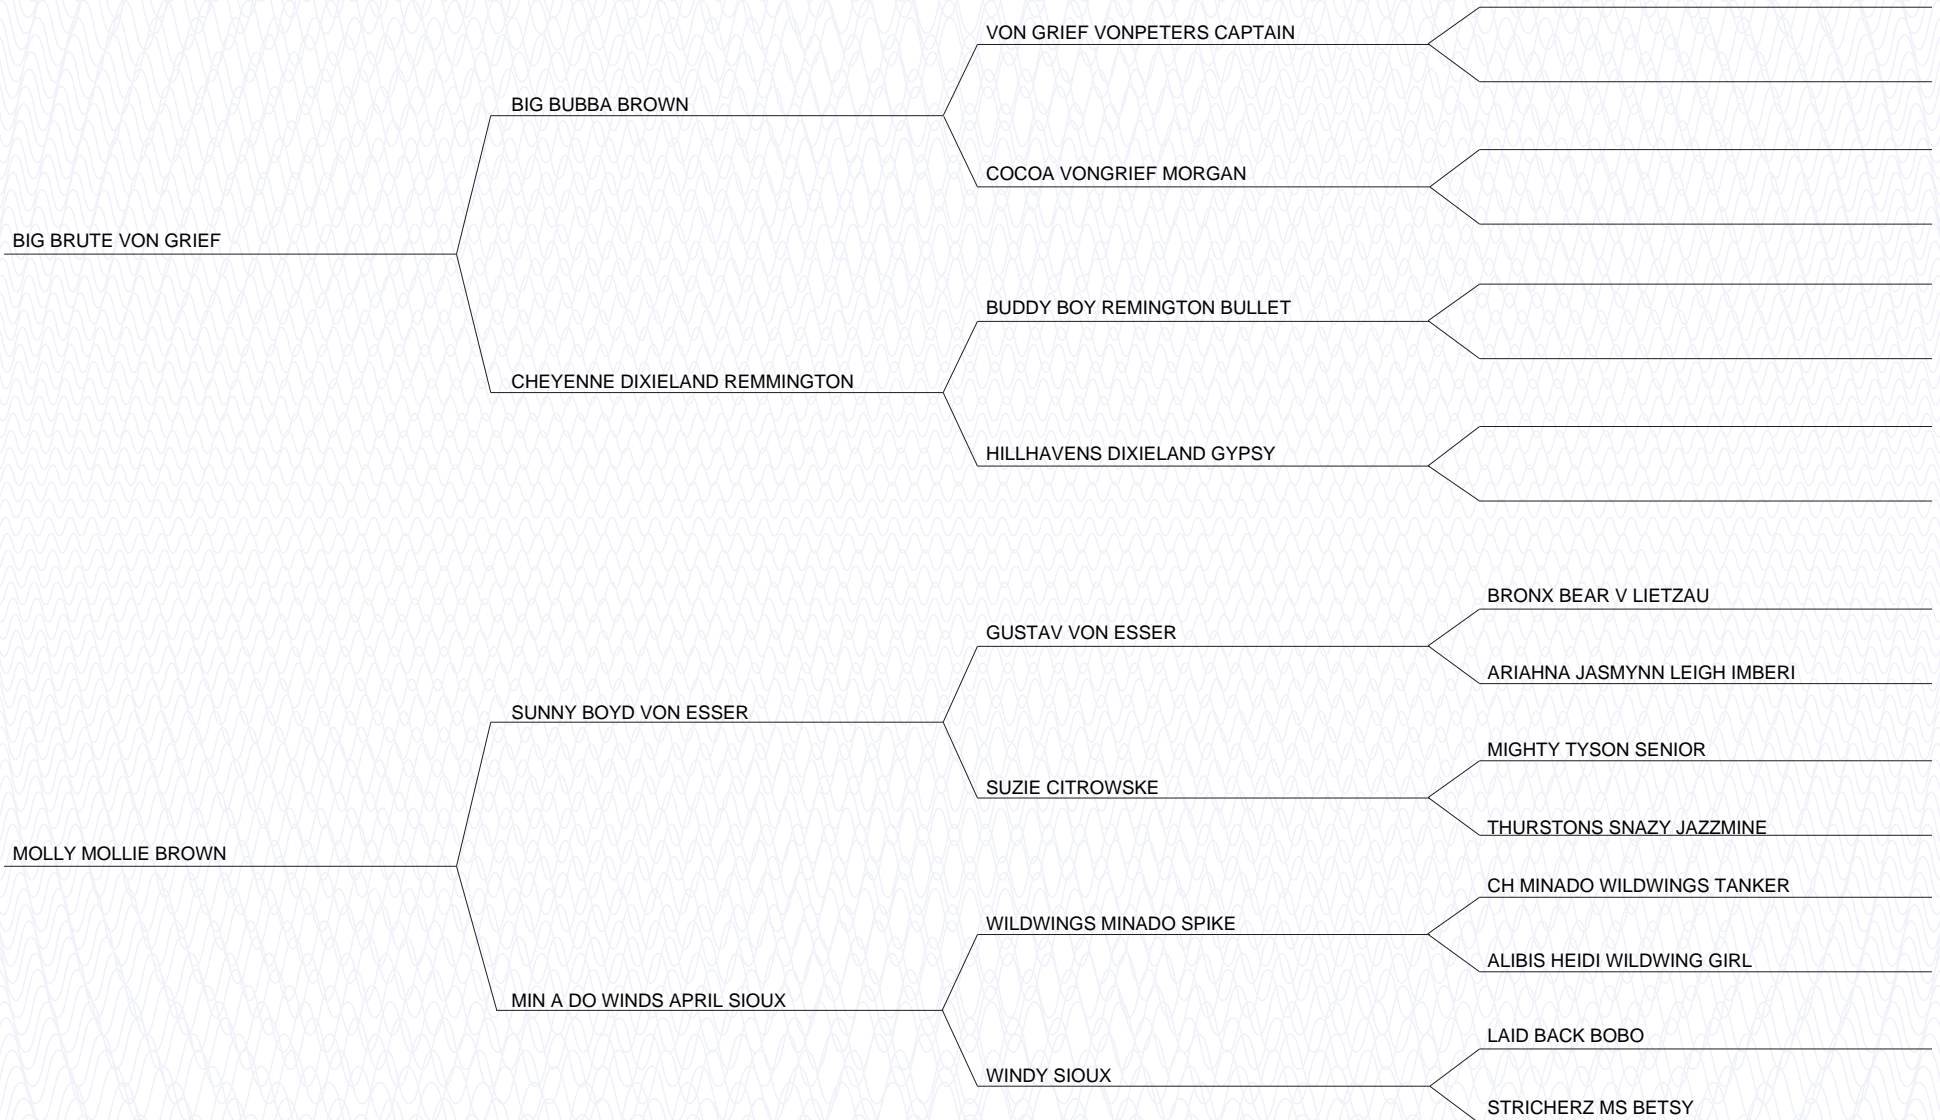 VON GRIEF VONPETERS CAPTAIN
BIG BUBBA BROWN
COCOA VONGRIEF MORGAN
BIG BRUTE VON GRIEF
BUDDY BOY REMINGTON BULLET
CHEYENNE DIXIELAND REMMINGTON
HILLHAVENS DIXIELAND GYPSY
BRONX BEAR V LIETZAU
GUSTAV VON ESSER
ARIAHNA JASMYNN LEIGH IMBERI
SUNNY BOYD VON ESSER
MIGHTY TYSON SENIOR
SUZIE CITROWSKE
THURSTONS SNAZY JAZZMINE
MOLLY MOLLIE BROWN
CH MINADO WILDWINGS TANKER
WILDWINGS MINADO SPIKE
ALIBIS HEIDI WILDWING GIRL
MIN A DO WINDS APRIL SIOUX
LAID BACK BOBO
WINDY SIOUX
STRICHERZ MS BETSY